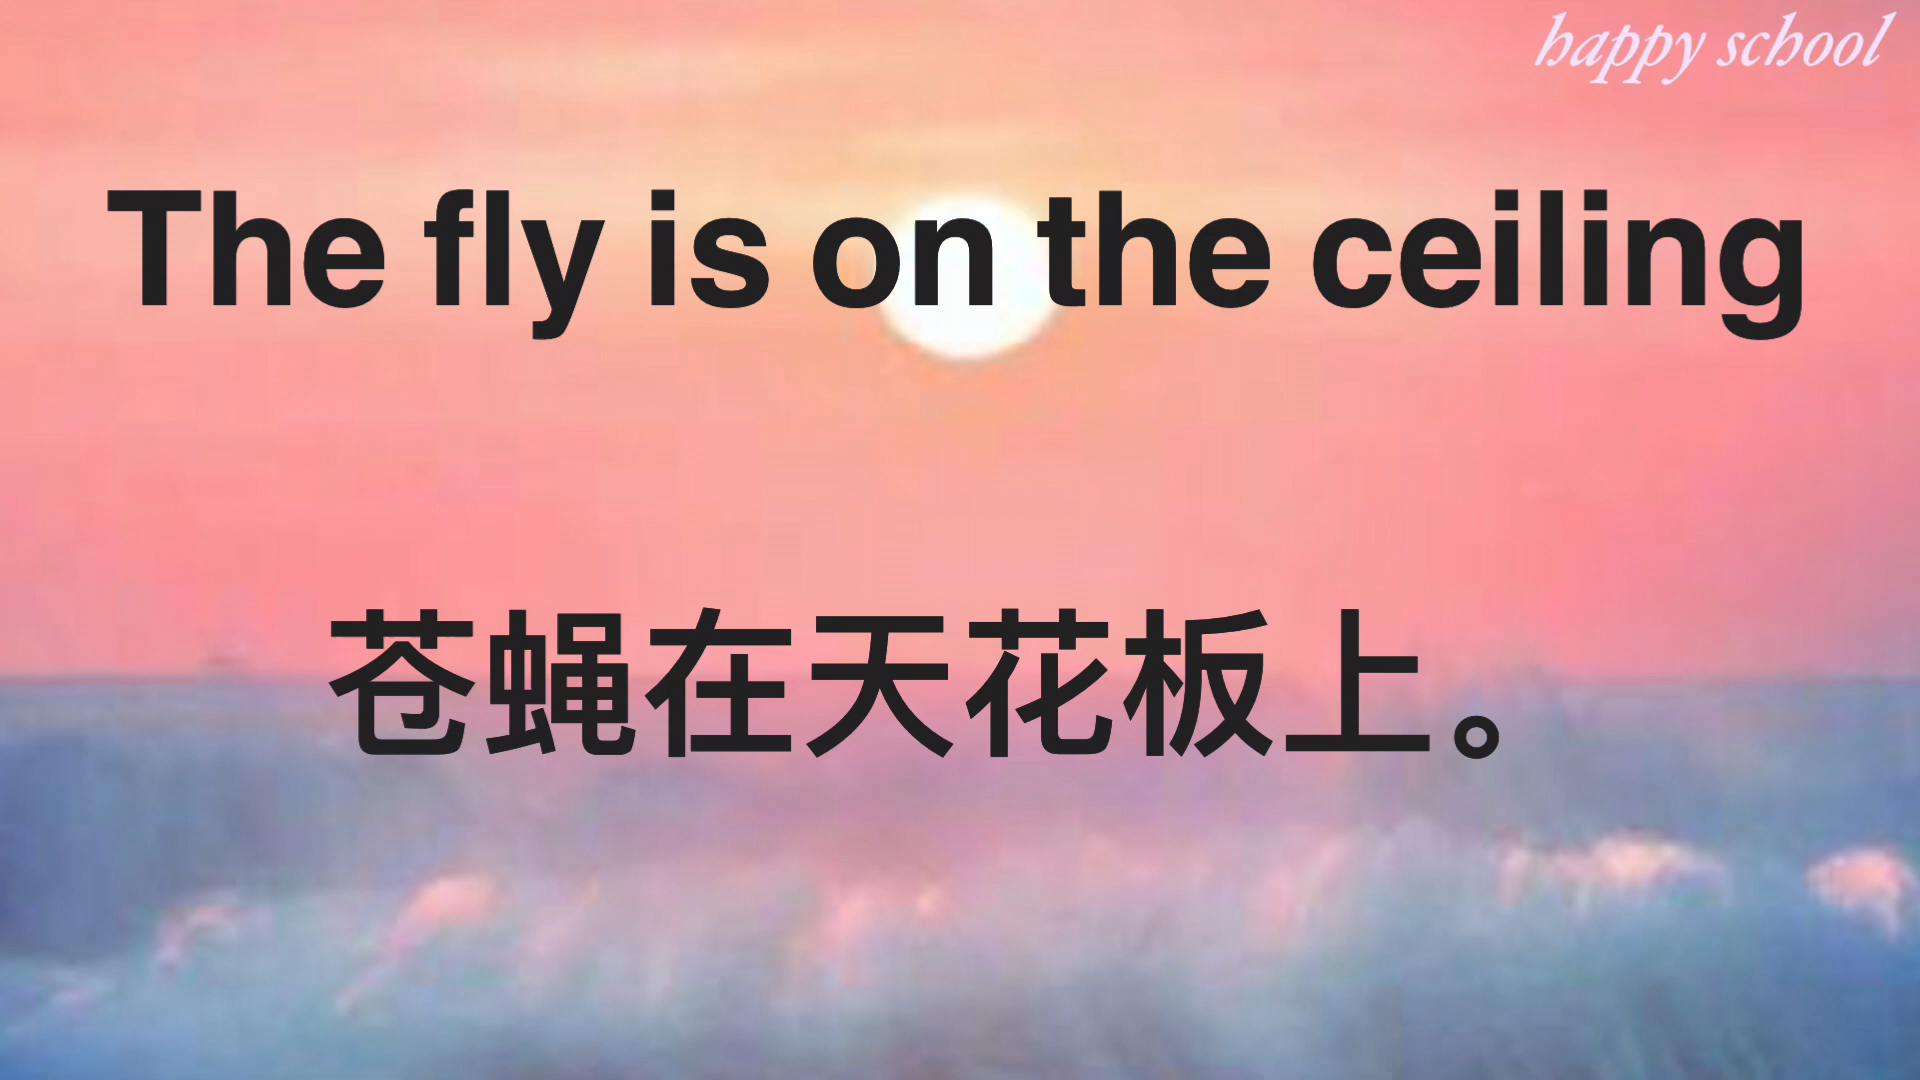 happy school
The fly is on the ceiling
苍蝇在天花板上。